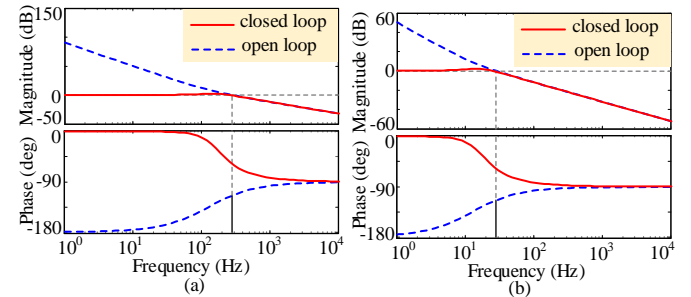 150
closed loop
open loop
0
-50
Magnitude (dB)
0
-90
-180
-Phase (deg)
10^0
10^1
10^2
10^3
10^4
Frequency (Hz)
(a)
60
closed loop
open loop
0
-60
Magnitude (dB)
0
-90
-180
-Phase (deg)
10^0
10^1
10^2
10^3
10^4
Frequency (Hz)
(b)